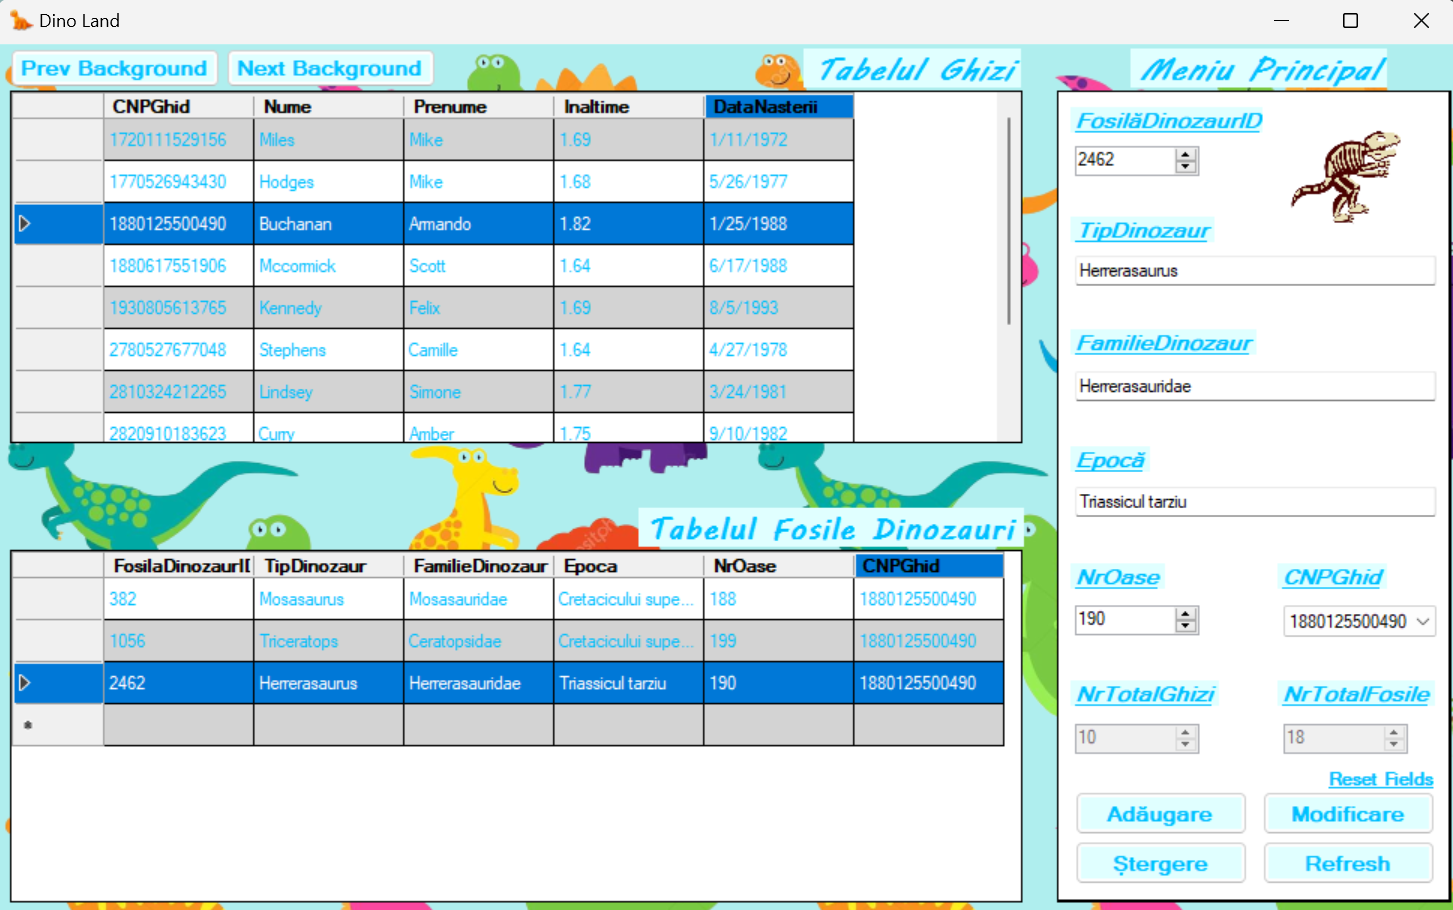 Dino Land
Prev Background Next Background Tabelul Ghizi Meniu Principal
CNPGhid Nume Prenume Inaltime DataNasterii
1720111529156 Miles Mike 1.69 1/11/1972
1770526943430 Hodges Mike 1.68 5/26/1977
1880125500490 Buchanan Armando 1.82 1/25/1988
1880617551906 Mccormick Scott 1.64 6/17/1988
1930805613765 Kennedy Felix 1.69 8/5/1993
2780527677048 Stephens Camille 1.64 4/27/1978
2810324212265 Lindsey Simone 1.77 3/24/1981
2820910183623 Curry Amber 1.75 9/10/1982
Tabelul Fosile Dinozauri
FosilaDinozaurII TipDinozaur FamilieDinozaur Epoca NrOase CNPGhid
382 Mosasaurus Mosasauridae Cretacicului supe... 188 1880125500490
1056 Triceratops Ceratopsidae Cretacicului supe... 199 1880125500490
2462 Herrerasaurus Herrerasauridae Triassicul tarziu 190 1880125500490
*
FosilăDinozaurID
2462
TipDinozaur
Herrerasaurus
FamilieDinozaur
Herrerasauridae
Epocă
Triassicul tarziu
NrOase CNPGhid
190 1880125500490
NrTotalGhizi NrTotalFosile
10 18
Reset Fields
Adăugare Modificare
Ștergere Refresh